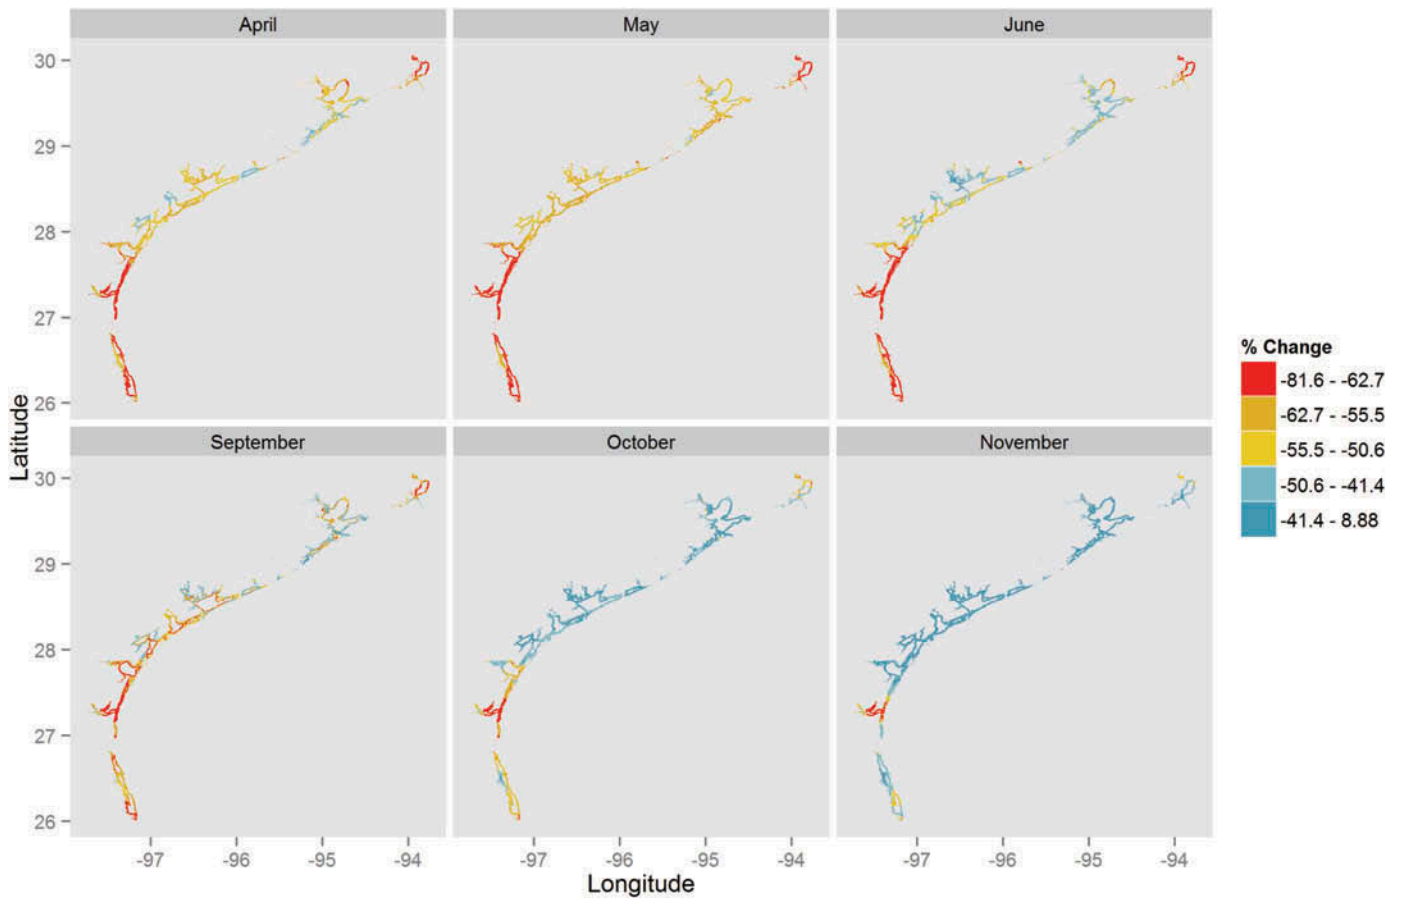 April
May
June
30
29
28
27
26
September
October
November
30
29
28
27
26
-97
-96
-95
-94
-97
-96
-95
-94
-97
-96
-95
-94
Latitude
Longitude
% Change
-81.6 - -62.7
-62.7 - -55.5
-55.5 - -50.6
-50.6 - -41.4
-41.4 - 8.88